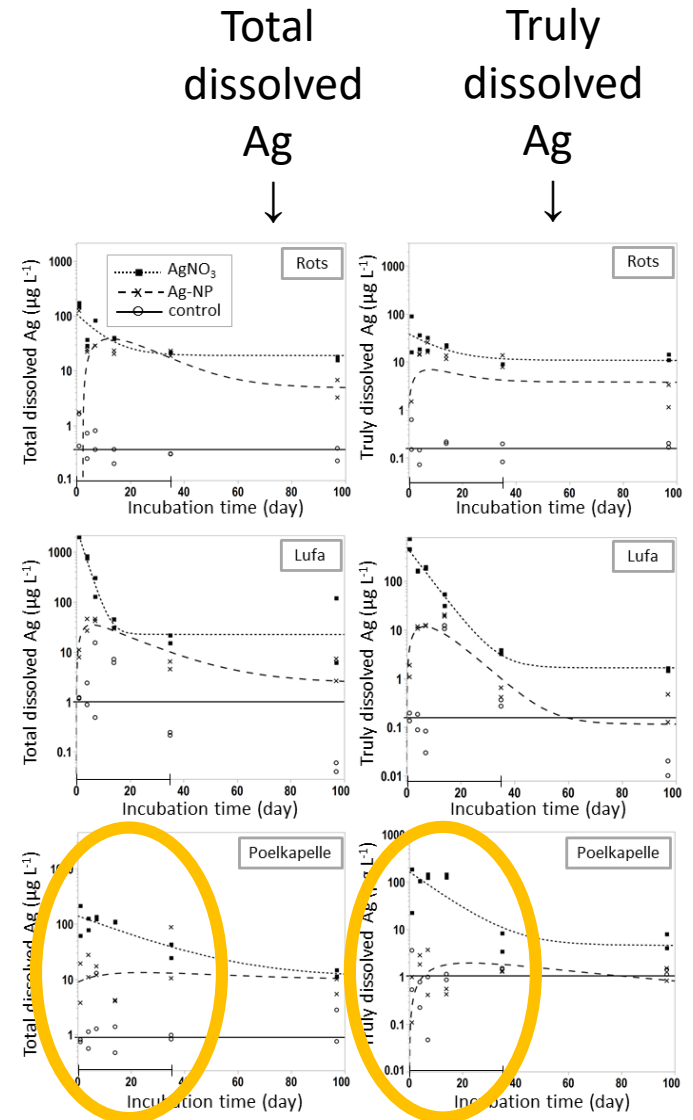 Total
dissolved
Ag
↓
Truly
dissolved
Ag
↓
Total dissolved Ag (µg L-1)
1000
100
10
1
0.1
AgNO3
Ag-NP
control
Rots
0
20
40
60
80
100
Incubation time (day)
Truly dissolved Ag (µg L-1)
1000
100
10
1
0.1
Rots
0
20
40
60
80
100
Incubation time (day)
Total dissolved Ag (µg L-1)
1000
100
10
1
0.1
Lufa
0
20
40
60
80
100
Incubation time (day)
Truly dissolved Ag (µg L-1)
100
10
1
0.1
0.01
Lufa
0
20
40
60
80
100
Incubation time (day)
Total dissolved Ag (µg L-1)
100
10
1
Poelkapelle
0
20
40
60
80
100
Incubation time (day)
Truly dissolved Ag (µg L-1)
1000
100
10
1
0.1
0.01
Poelkapelle
0
20
40
60
80
100
Incubation time (day)